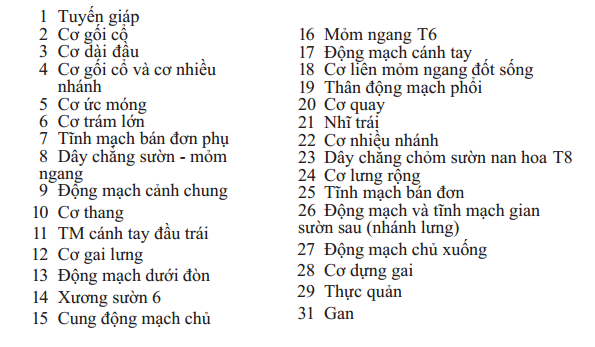 1 Tuyến giáp
2 Cơ gối cổ
3 Cơ dài đầu
4 Cơ gối cổ và cơ nhiều
nhánh
5 Cơ ức móng
6 Cơ trám lớn
7 Tĩnh mạch bán đơn phụ
8 Dây chằng sườn - mỏm
ngang
9 Động mạch cảnh chung
10 Cơ thang
11 TM cánh tay đầu trái
12 Cơ gai lưng
13 Động mạch dưới đòn
14 Xương sườn 6
15 Cung động mạch chủ
16 Mỏm ngang T6
17 Động mạch cánh tay
18 Cơ liên mỏm ngang đốt sống
19 Thân động mạch phổi
20 Cơ quay
21 Nhĩ trái
22 Cơ nhiều nhánh
23 Dây chằng chỏm sườn nan hoa T8
24 Cơ lưng rộng
25 Tĩnh mạch bán đơn
26 Động mạch và tĩnh mạch gian
sườn sau (nhánh lưng)
27 Động mạch chủ xuống
28 Cơ dựng gai
29 Thực quản
31 Gan